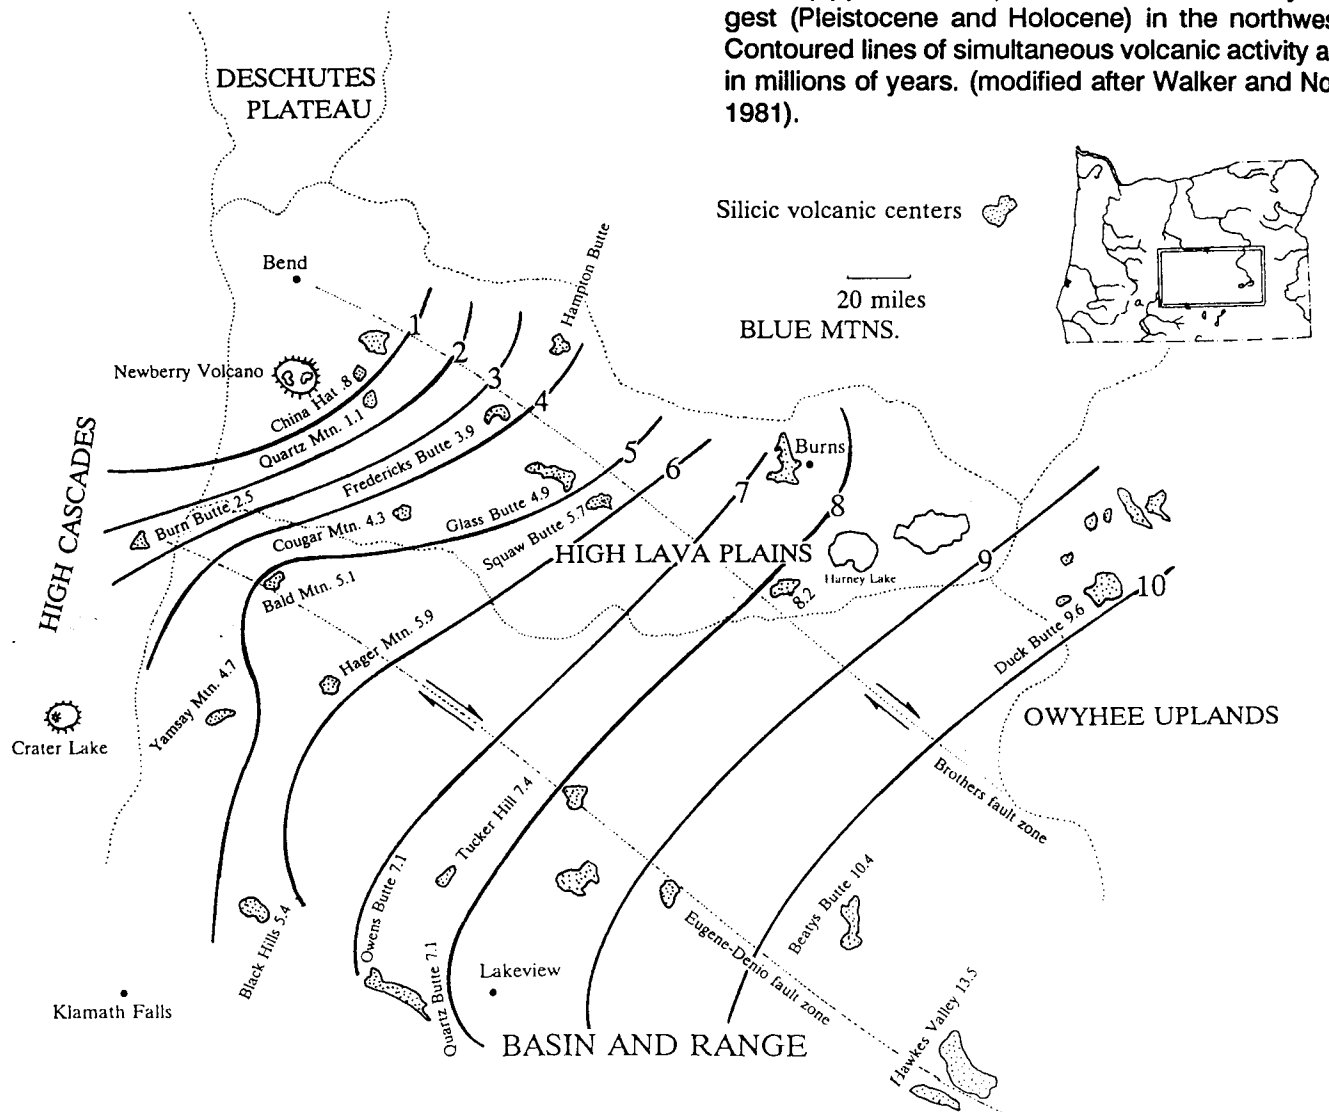 gest (Pleistocene and Holocene) in the northwes
Contoured lines of simultaneous volcanic activity a
in millions of years. (modified after Walker and No
1981).
DESCHUTES
PLATEAU
Silicic volcanic centers
20 miles
BLUE MTNS.
Bend
Hampton Butte
Newberry Volcano
1
2
3
4
5
6
7
8
9
10
China Hat .8
Quartz Mtn. 1.1
Fredericks Butte 3.9
Burn Butte 2.5
Cougar Mtn. 4.3
Glass Butte 4.9
Squaw Butte 5.7
Burns
HIGH LAVA PLAINS
Harney Lake
8.2
HIGH CASCADES
Bald Mtn. 5.1
Hager Mtn. 5.9
Yamsay Mtn. 4.7
Crater Lake
Duck Butte 9.6
OWYHEE UPLANDS
Brothers fault zone
Tucker Hill 7.4
Owens Butte 7.1
Quartz Butte 7.1
Black Hills 5.4
Klamath Falls
Lakeview
Eugene-Denio fault zone
Beatys Butte 10.4
Hawkes Valley 13.5
BASIN AND RANGE